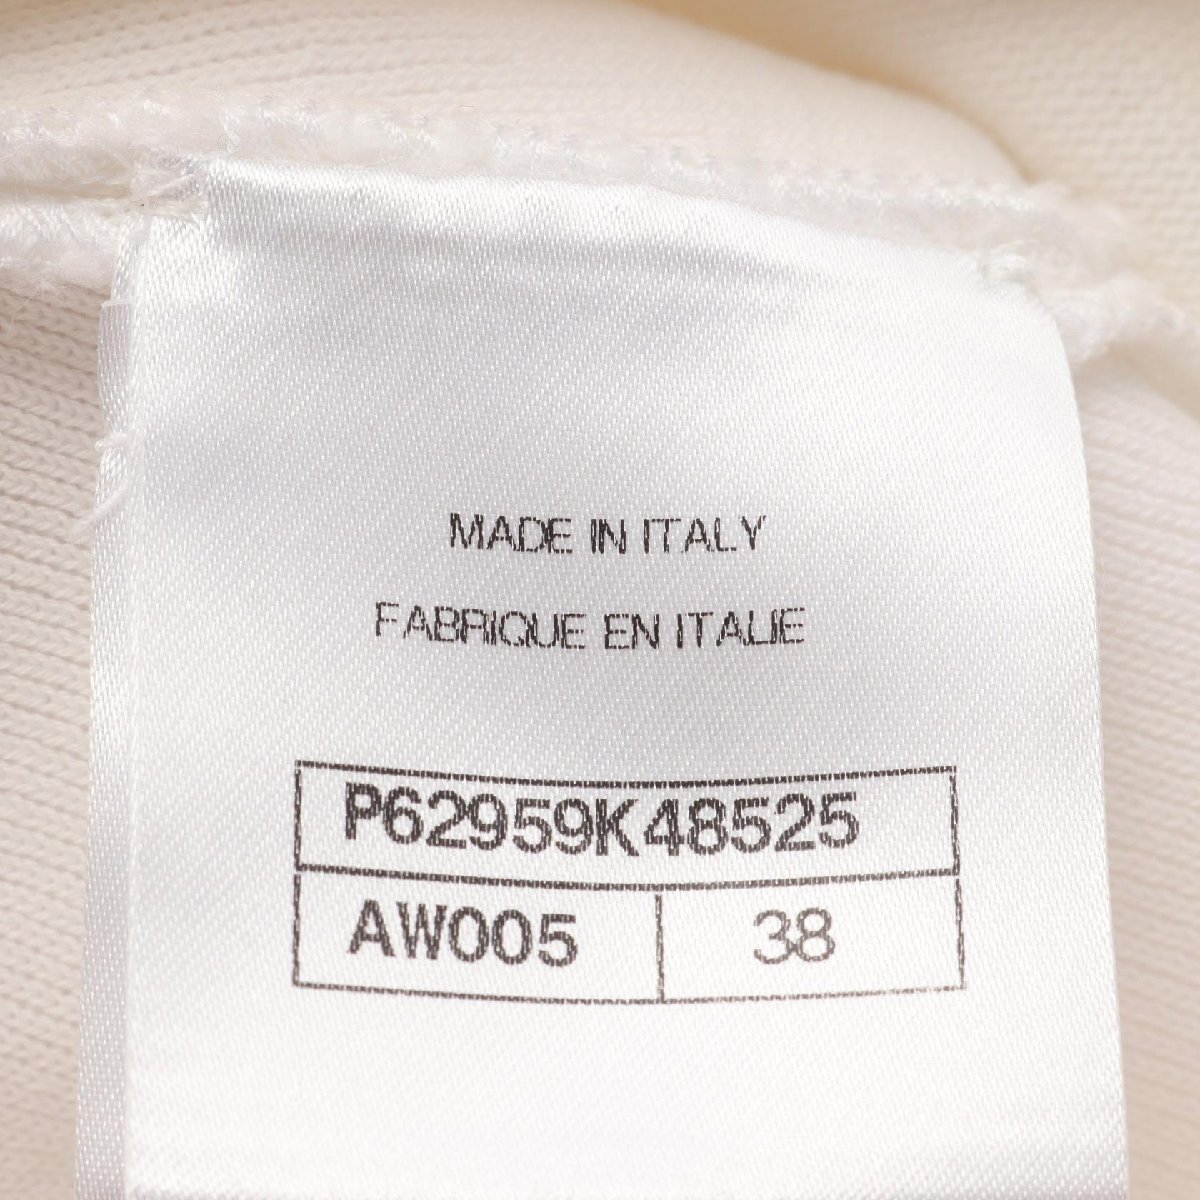 MADE IN ITALY
FABRIQUE EN ITALIE
P62959K48525
AW005 38